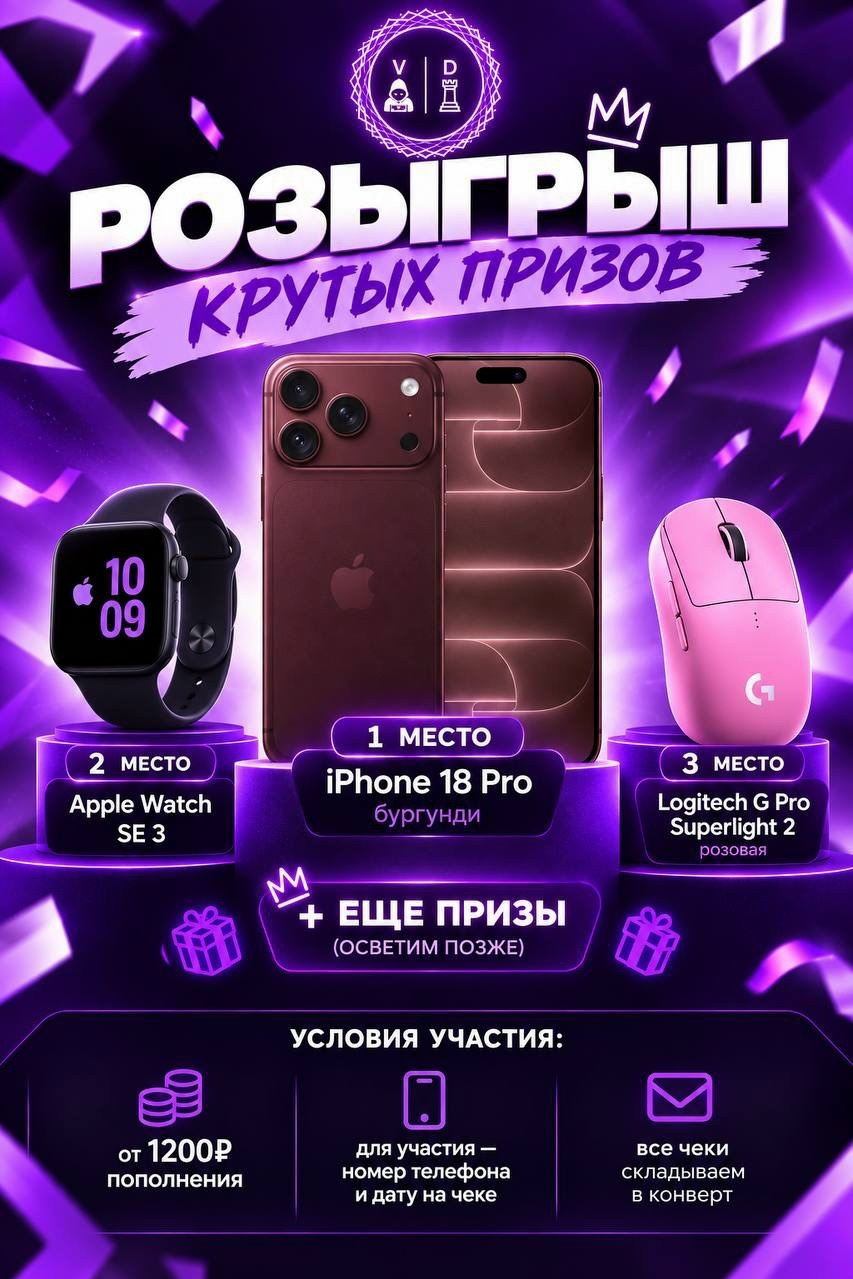 V | D
РОЗЫГРЫШ
КРУТЫХ ПРИЗОВ
10
09
2 МЕСТО
Apple Watch
SE 3
1 МЕСТО
iPhone 18 Pro
бургунди
3 МЕСТО
Logitech G Pro
Superlight 2
розовая
+ ЕЩЕ ПРИЗЫ
(ОСВЕТИМ ПОЗЖЕ)
УСЛОВИЯ УЧАСТИЯ:
от 1200₽
пополнения
для участия —
номер телефона
и дату на чеке
все чеки
складываем
в конверт